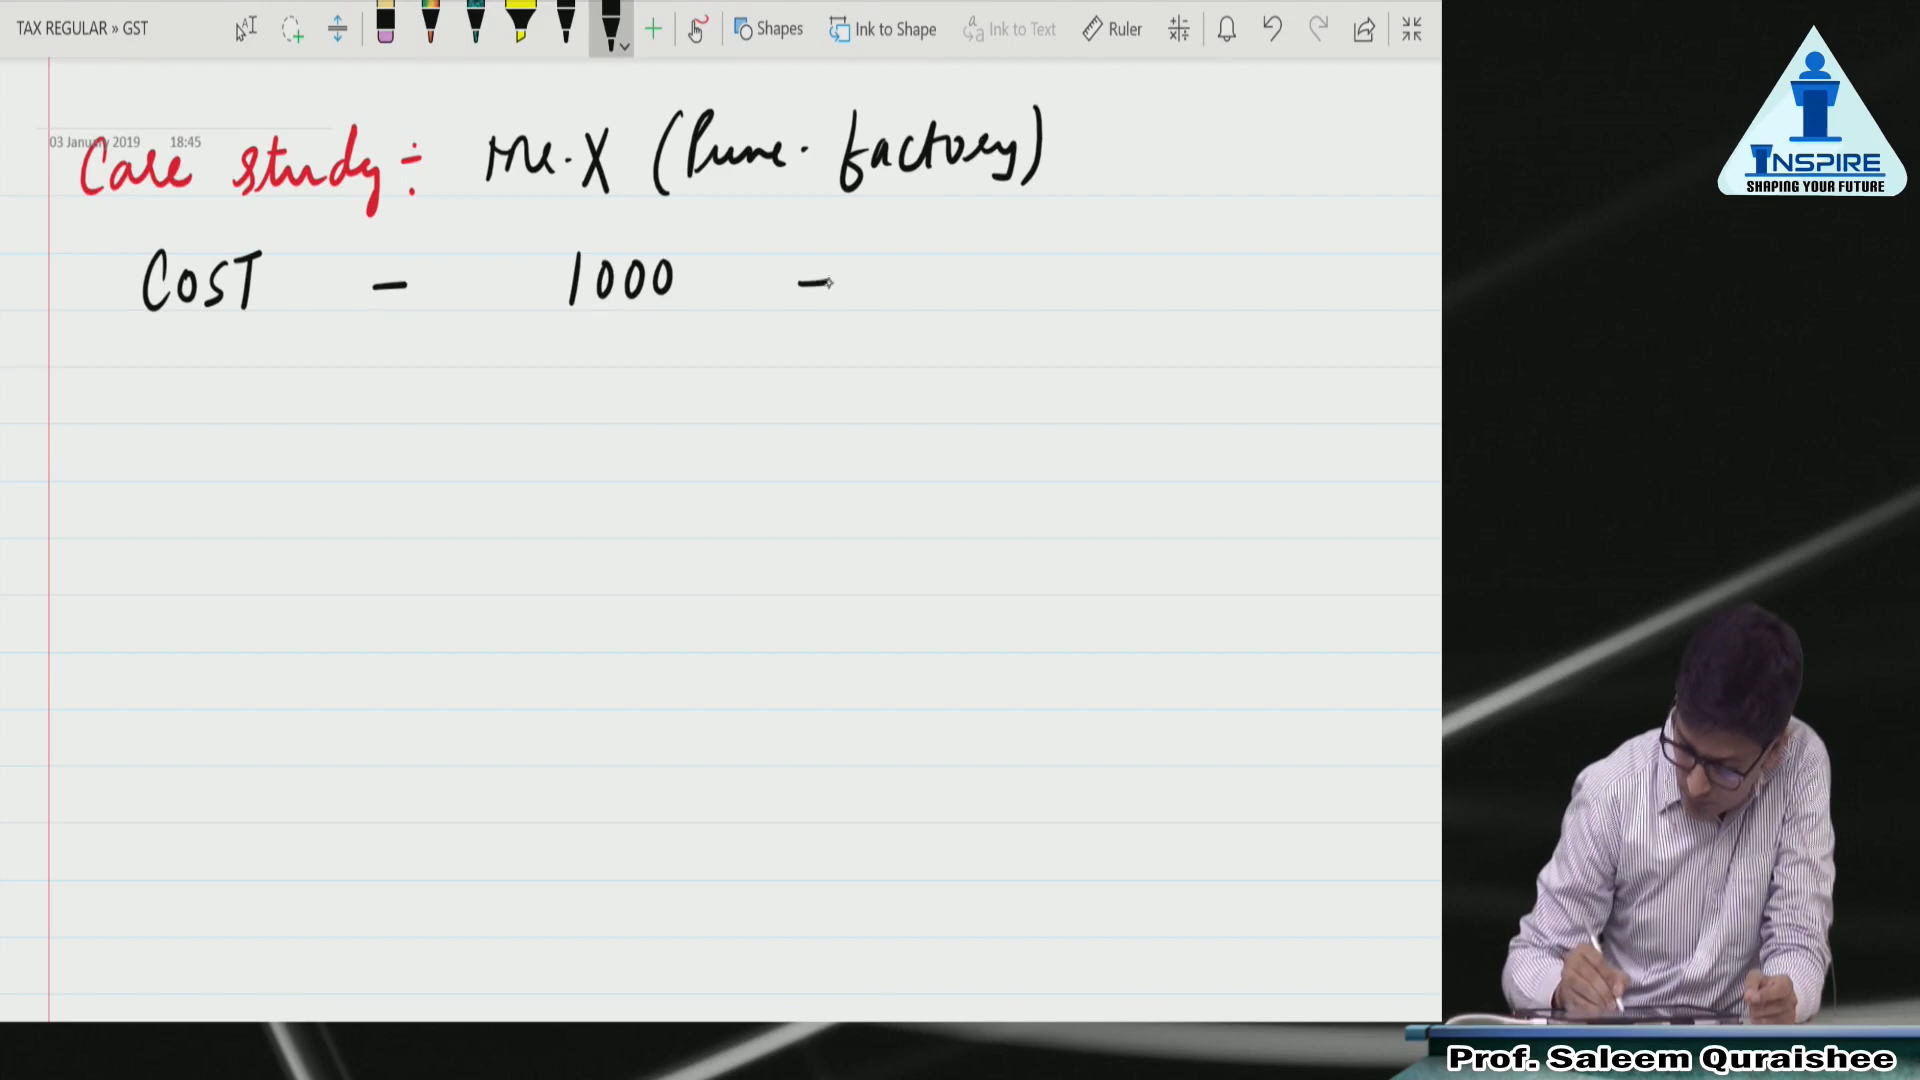 TAX REGULAR » GST
Shapes
Ink to Shape
Ink to Text
Ruler
03 January 2019 18:45
Case study ÷ Mr. X (Pune. factory)
COST – 1000 –
INSPIRE
SHAPING YOUR FUTURE
Prof. Saleem Quraishee